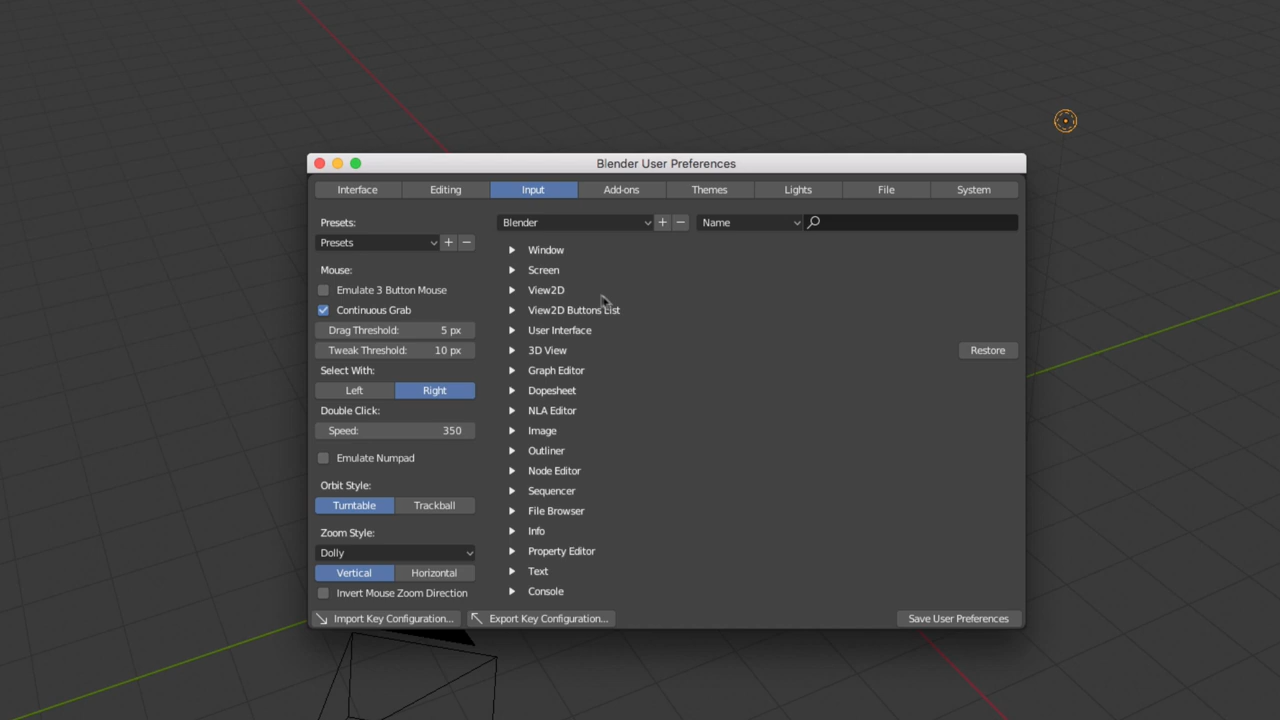 Blender User Preferences
Interface Editing Input Add-ons Themes Lights File System
Presets:
Presets
Mouse:
Emulate 3 Button Mouse
Continuous Grab
Drag Threshold: 5 px
Tweak Threshold: 10 px
Select With:
Left Right
Double Click:
Speed: 350
Emulate Numpad
Orbit Style:
Turntable Trackball
Zoom Style:
Dolly
Vertical Horizontal
Invert Mouse Zoom Direction
Blender Name
Window
Screen
View2D
View2D Buttons List
User Interface
3D View Restore
Graph Editor
Dopesheet
NLA Editor
Image
Outliner
Node Editor
Sequencer
File Browser
Info
Property Editor
Text
Console
Import Key Configuration... Export Key Configuration... Save User Preferences